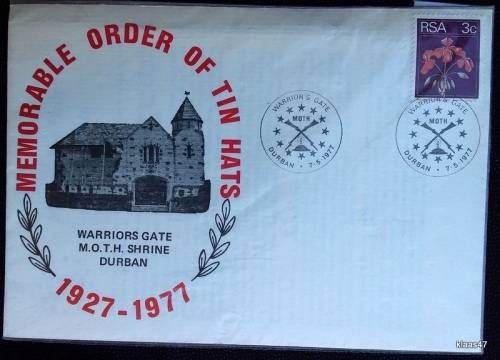 MEMORABLE ORDER OF TIN HATS
WARRIORS GATE
M.O.T.H. SHRINE
DURBAN
1927-1977
WARRIOR'S GATE
MOTH
DURBAN • 7·5·1977
RSA 3c
WARRIOR'S GATE
MOTH
DURBAN • 7·5·1977
klaas47